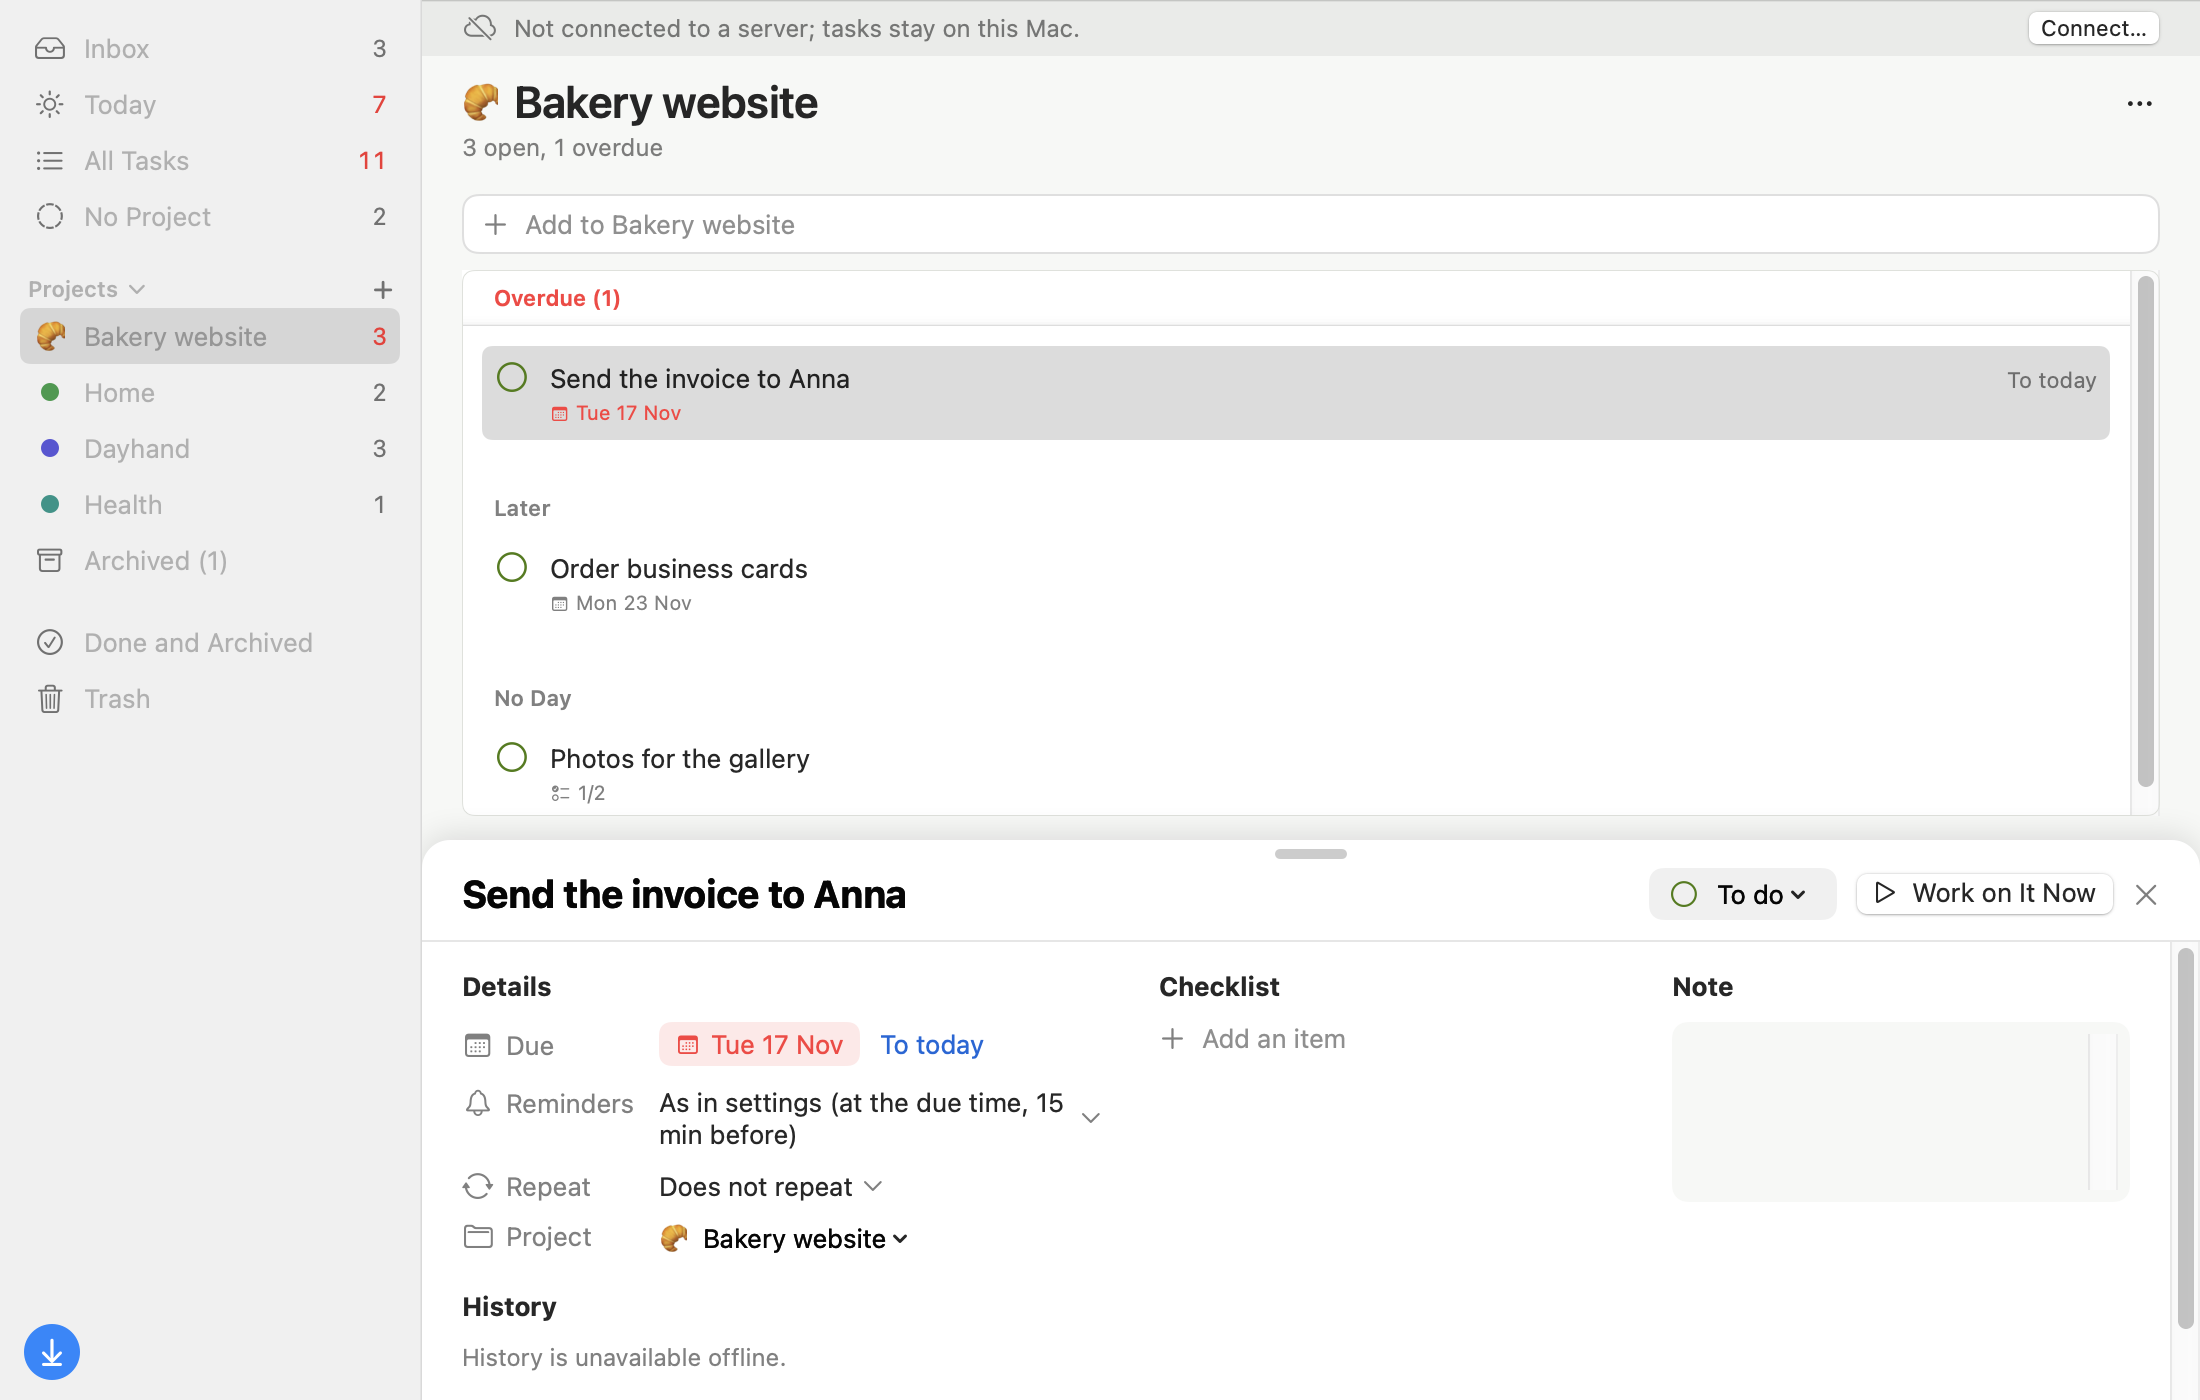 Inbox 3
Today 7
All Tasks 11
No Project 2
Projects
Bakery website 3
Home 2
Dayhand 3
Health 1
Archived (1)
Done and Archived
Trash
Not connected to a server; tasks stay on this Mac.
Connect...
Bakery website
3 open, 1 overdue
Add to Bakery website
Overdue (1)
Send the invoice to Anna
To today
Tue 17 Nov
Later
Order business cards
Mon 23 Nov
No Day
Photos for the gallery
1/2
Send the invoice to Anna
To do
Work on It Now
Details
Due
Tue 17 Nov
To today
Reminders
As in settings (at the due time, 15
min before)
Repeat
Does not repeat
Project
Bakery website
History
History is unavailable offline.
Checklist
Add an item
Note